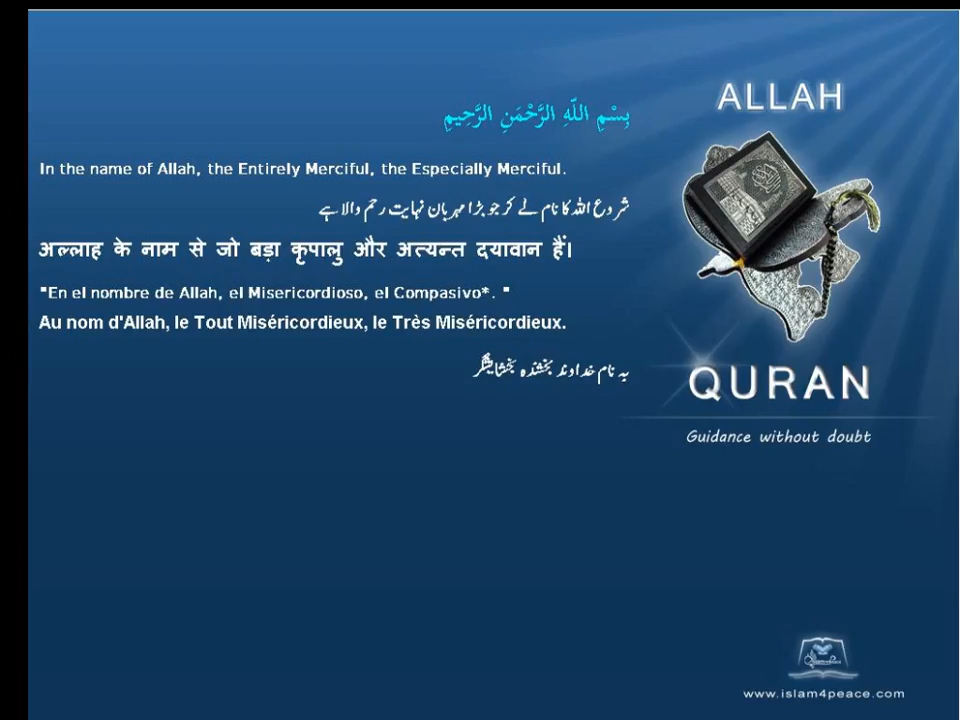 بِسْمِ اللَّهِ الرَّحْمَنِ الرَّحِيمِ
In the name of Allah, the Entirely Merciful, the Especially Merciful.
شروع الله کا نام لے کر جو بڑا مہربان نہایت رحم والا ہے
अल्लाह के नाम से जो बड़ा कृपालु और अत्यन्त दयावान हैं।
"En el nombre de Allah, el Misericordioso, el Compasivo*. "
Au nom d'Allah, le Tout Miséricordieux, le Très Miséricordieux.
به نام خداوند بخشنده بخشایشگر
ALLAH
QURAN
Guidance without doubt
www.islam4peace.com